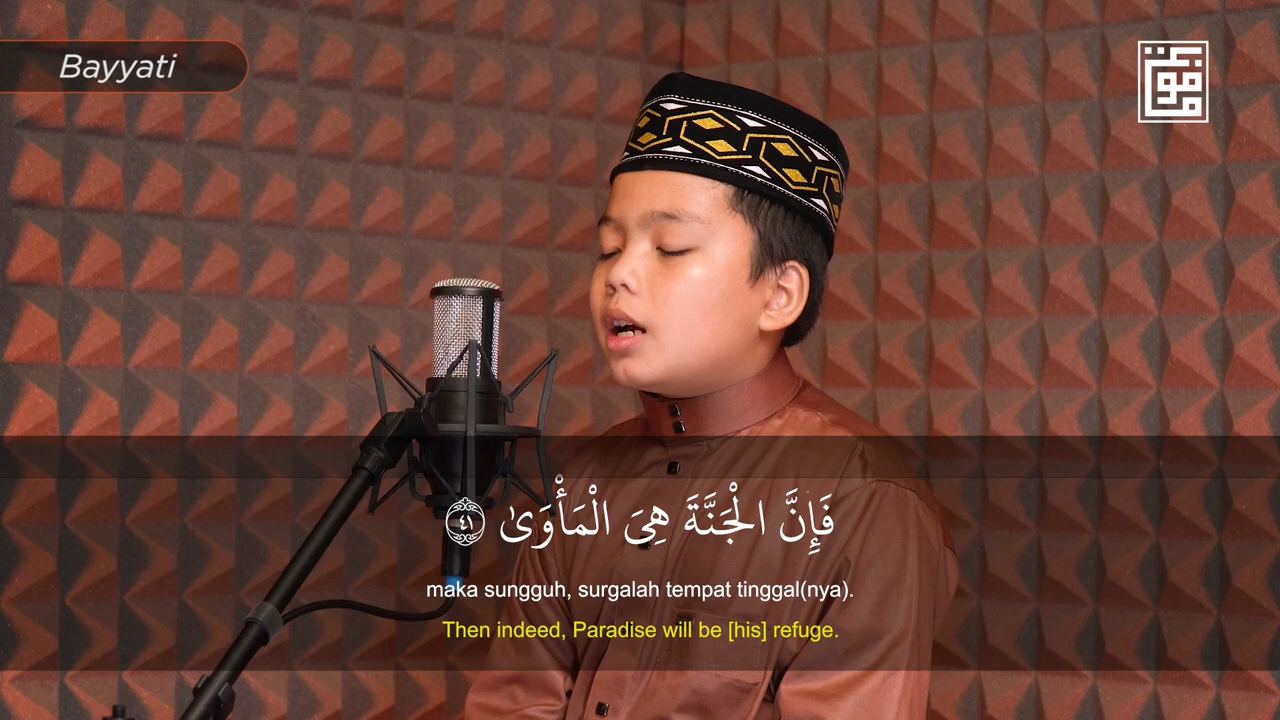 Bayyati
فَإِنَّ الْجَنَّةَ هِيَ الْمَأْوَىٰ ٤١
maka sungguh, surgalah tempat tinggal(nya).
Then indeed, Paradise will be [his] refuge.